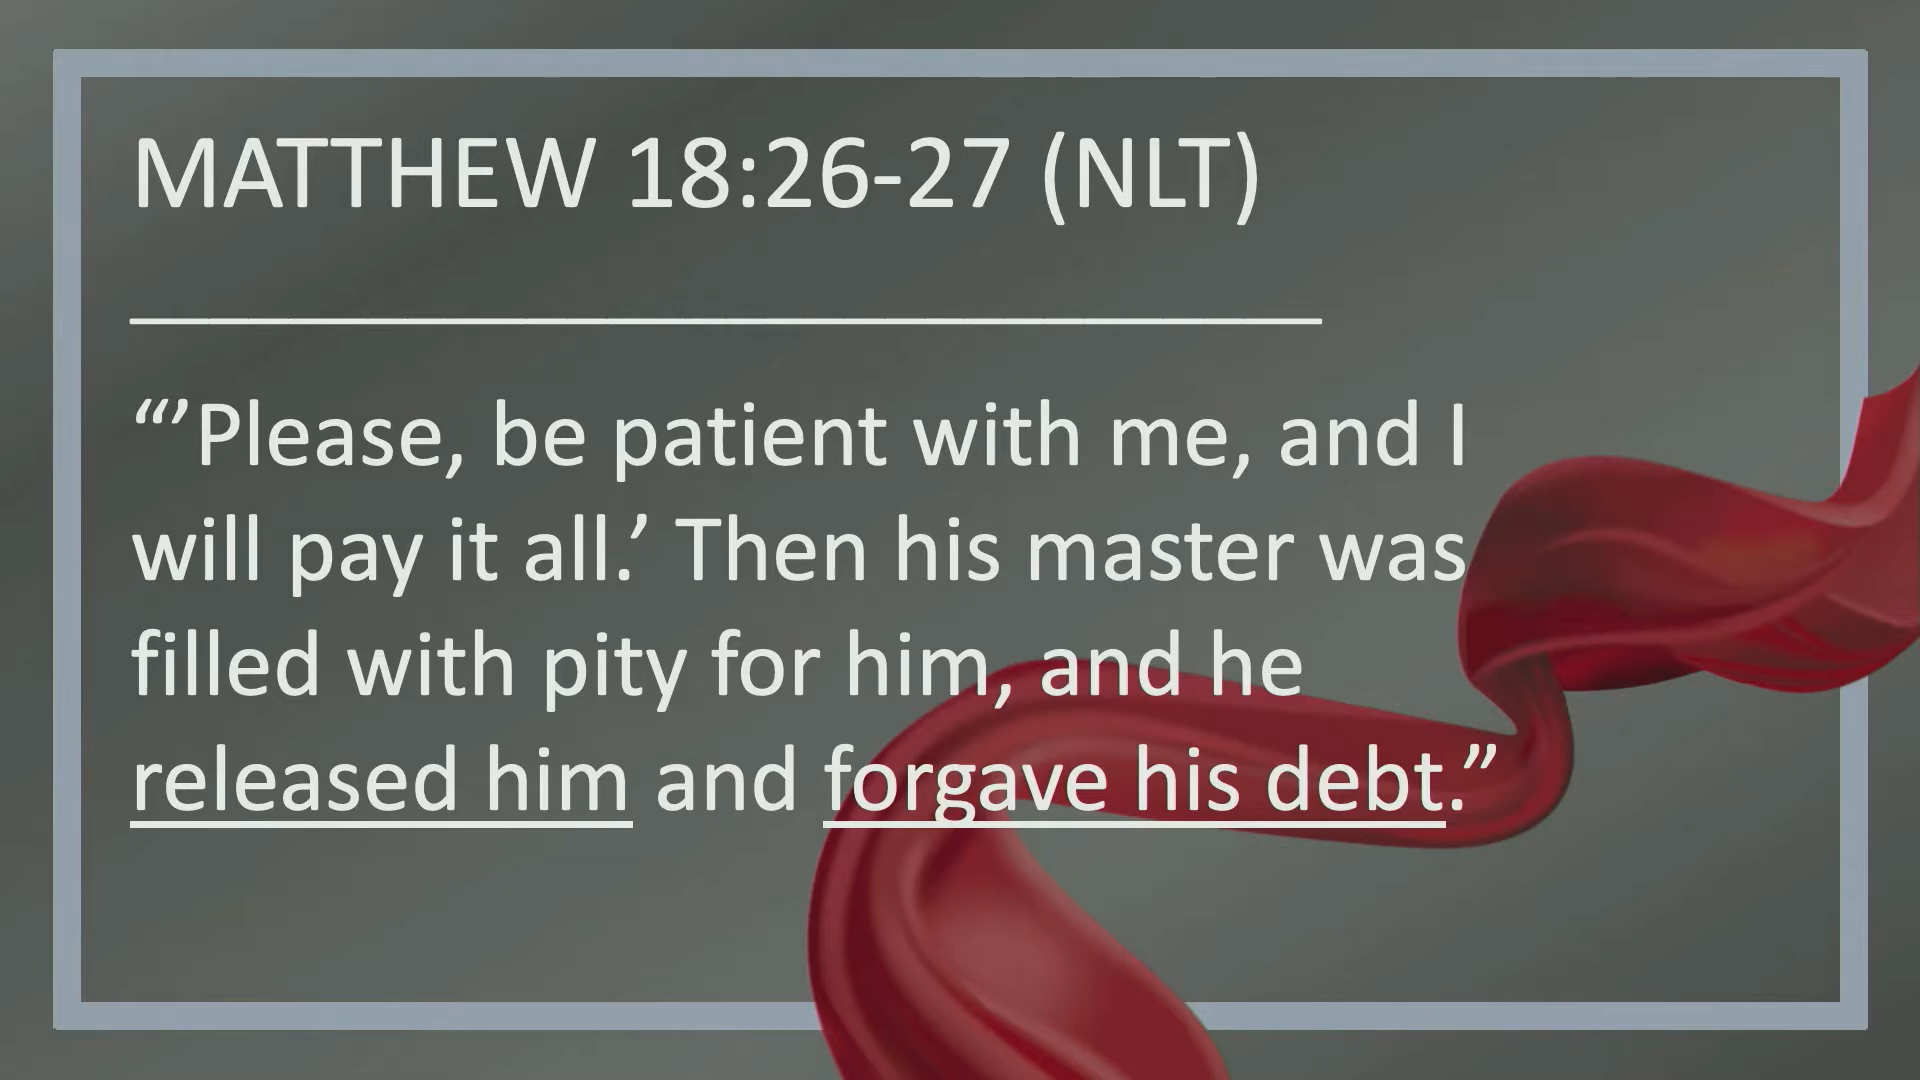 MATTHEW 18:26-27 (NLT)
“’Please, be patient with me, and I
will pay it all.’ Then his master was
filled with pity for him, and he
released him and forgave his debt.”